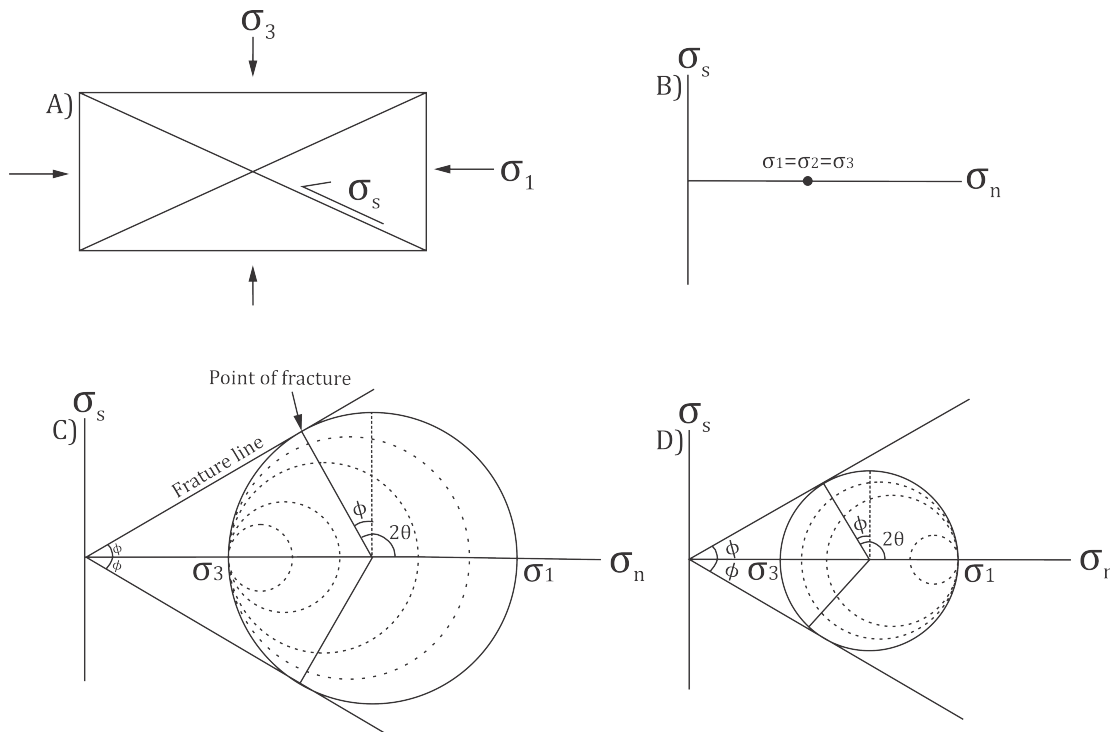 σ3
A)
σ1
σs
σs
B)
σ1=σ2=σ3
σn
Point of fracture
σs
C)
Frature line
ϕ
2θ
ϕ
ϕ
σ3
σ1
σn
σs
D)
ϕ
2θ
ϕ
ϕ
σ3
σ1
σn